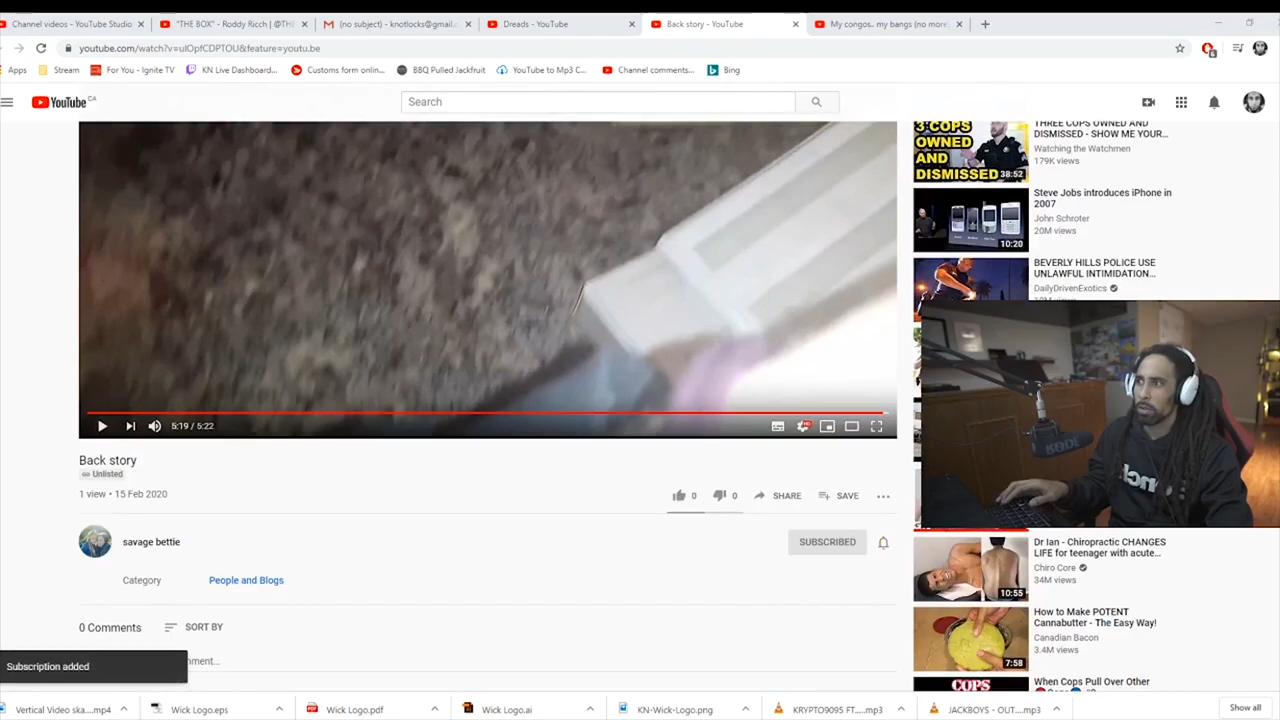 Channel videos - YouTube Studio
"THE BOX" - Roddy Ricch | @THE
(no subject) - knotlocks@gmail.c
Dreads - YouTube
Back story - YouTube
My congos.. my bangs (no more
youtube.com/watch?v=uIOpfCDPTOU&feature=youtu.be
Apps
Stream
For You - Ignite TV
KN Live Dashboard...
Customs form onlin...
BBQ Pulled Jackfruit
YouTube to Mp3 C...
Channel comments...
Bing
YouTube CA
Search
3 COPS OWNED AND DISMISSED
38:52
THREE COPS OWNED AND
DISMISSED - SHOW ME YOUR...
Watching the Watchmen
179K views
10:20
Steve Jobs introduces iPhone in
2007
John Schroter
20M views
BEVERLY HILLS POLICE USE
UNLAWFUL INTIMIDATION...
DailyDrivenExotics
RODE
5:19 / 5:22
HD
Back story
Unlisted
1 view • 15 Feb 2020
0
0
SHARE
SAVE
savage bettie
SUBSCRIBED
Category
People and Blogs
0 Comments
SORT BY
mment...
Subscription added
10:55
Dr Ian - Chiropractic CHANGES
LIFE for teenager with acute...
Chiro Core
34M views
7:58
How to Make POTENT
Cannabutter - The Easy Way!
Canadian Bacon
3.4M views
COPS
When Cops Pull Over Other
Vertical Video ska....mp4
Wick Logo.eps
Wick Logo.pdf
Wick Logo.ai
KN-Wick-Logo.png
KRYPTO9095 FT....mp3
JACKBOYS - OUT....mp3
Show all